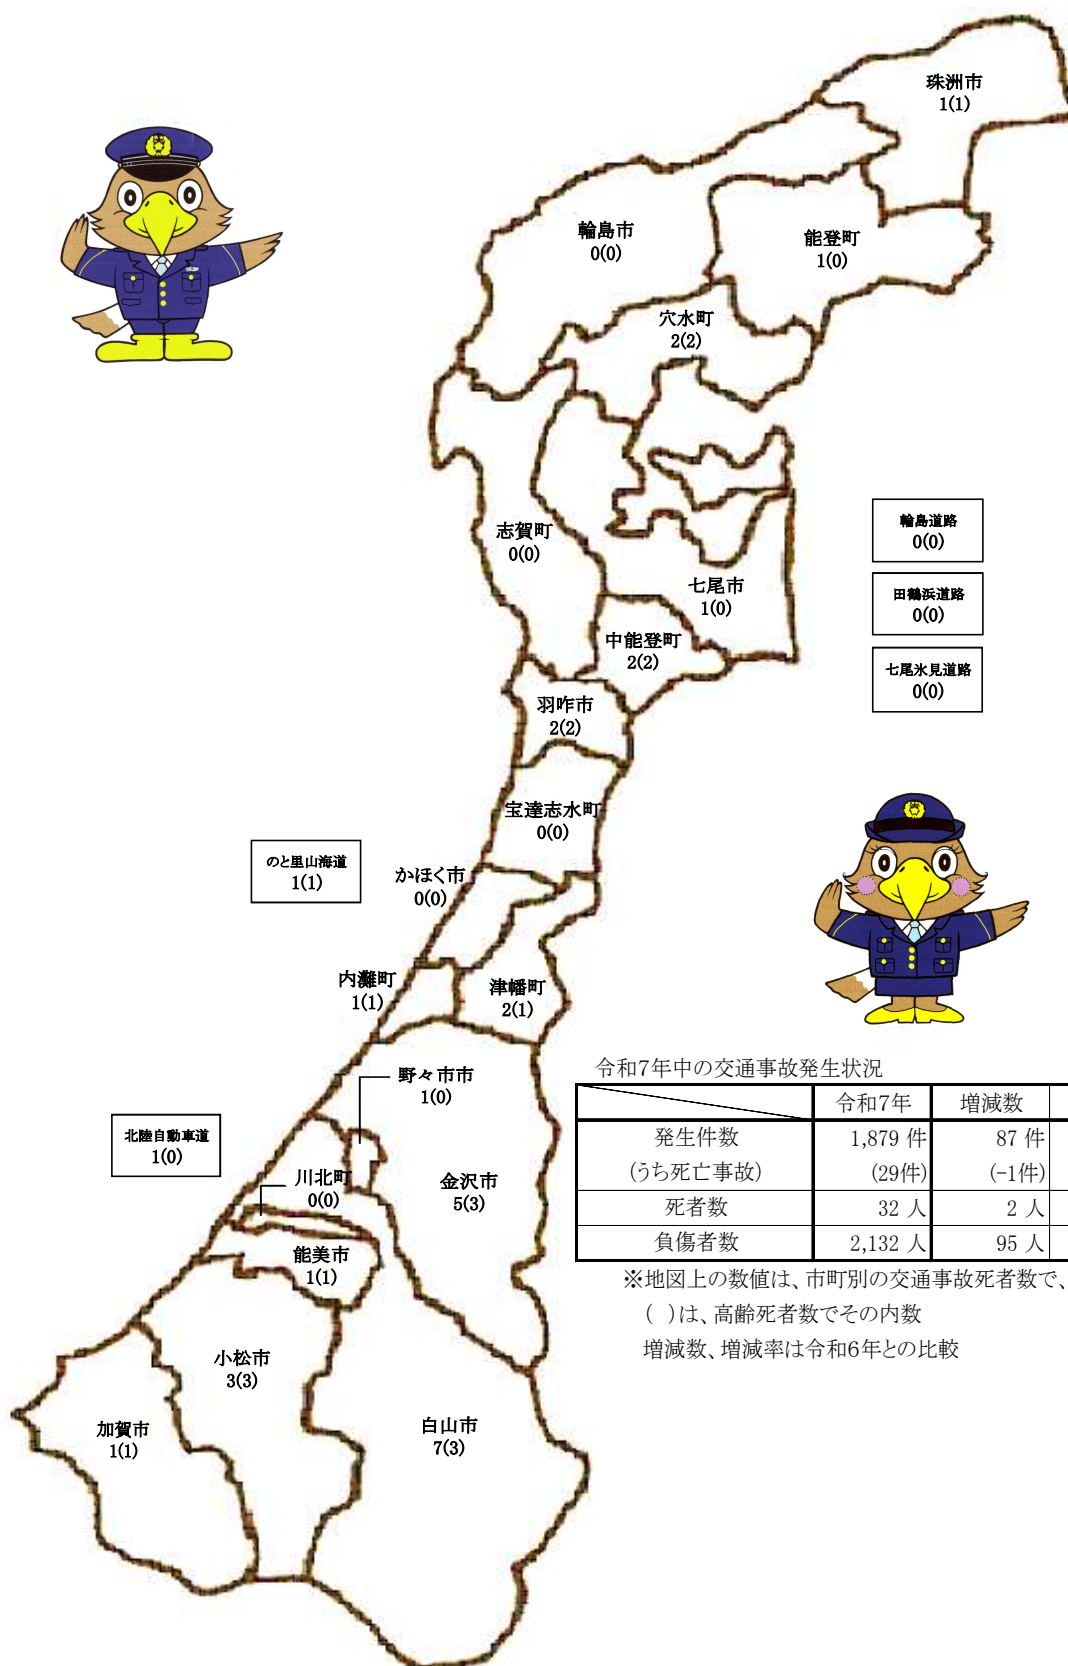 珠洲市
1(1)
輪島市
0(0)
能登町
1(0)
穴水町
2(2)
志賀町
0(0)
七尾市
1(0)
中能登町
2(2)
羽咋市
2(2)
宝達志水町
0(0)
輪島道路
0(0)
田鶴浜道路
0(0)
七尾氷見道路
0(0)
のと里山海道
1(1)
かほく市
0(0)
内灘町
1(1)
津幡町
2(1)
野々市市
1(0)
北陸自動車道
1(0)
川北町
0(0)
金沢市
5(3)
能美市
1(1)
小松市
3(3)
加賀市
1(1)
白山市
7(3)
令和7年中の交通事故発生状況
令和7年 増減数
発生件数 1,879 件 87 件
(うち死亡事故) (29件) (-1件)
死者数 32 人 2 人
負傷者数 2,132 人 95 人
※地図上の数値は、市町別の交通事故死者数で、
( )は、高齢死者数でその内数
増減数、増減率は令和6年との比較